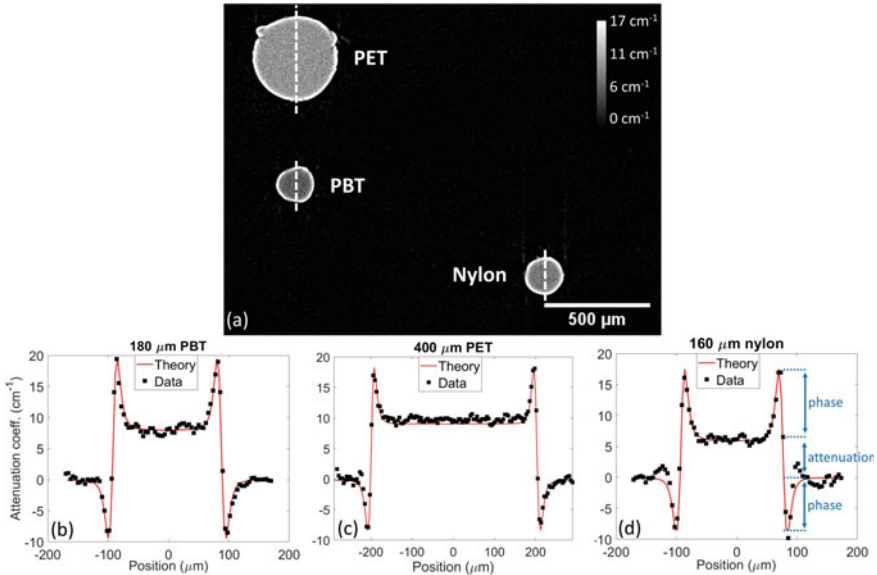 17 cm⁻¹
11 cm⁻¹
6 cm⁻¹
0 cm⁻¹
PET
PBT
Nylon
500 µm
(a)
180 µm PBT
Theory
Data
Attenuation coeff. (cm⁻¹)
20
15
10
5
0
-5
-10
-200
-100
0
100
200
Position (µm)
(b)
400 µm PET
Theory
Data
20
15
10
5
0
-5
-10
-200
0
200
Position (µm)
(c)
160 µm nylon
Theory
Data
20
15
10
5
0
-5
-10
-200
-100
0
100
200
Position (µm)
(d)
phase
attenuation
phase